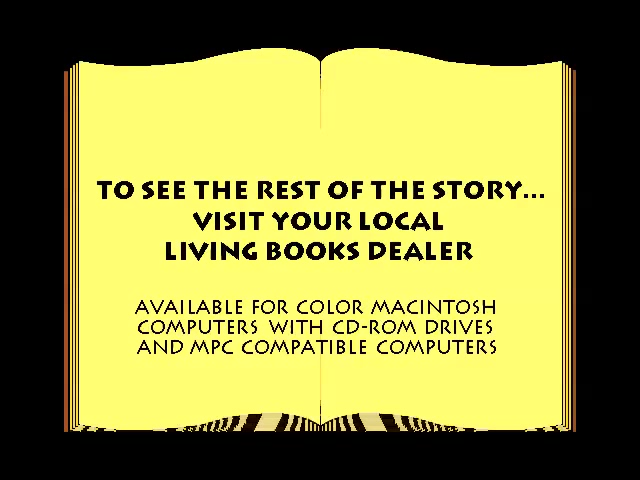 TO SEE THE REST OF THE STORY...
VISIT YOUR LOCAL
LIVING BOOKS DEALER
AVAILABLE FOR COLOR MACINTOSH
COMPUTERS WITH CD-ROM DRIVES
AND MPC COMPATIBLE COMPUTERS